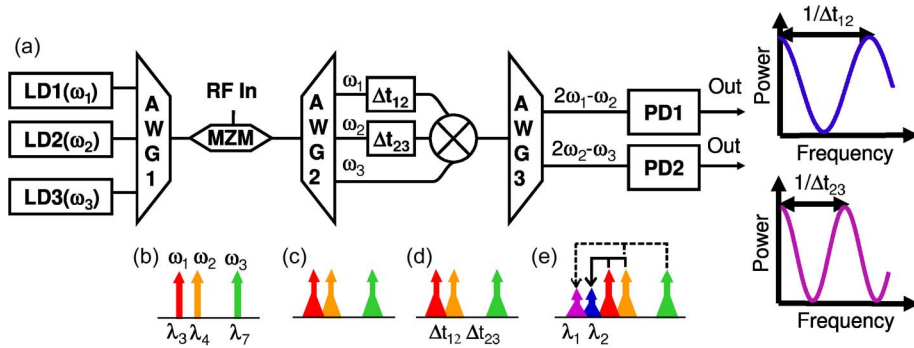 (a)
LD1(ω₁)
LD2(ω₂)
LD3(ω₃)
AWG1
RF In
MZM
AWG2
ω₁
ω₂
ω₃
Δt₁₂
Δt₂₃
AWG3
2ω₁-ω₂
2ω₂-ω₃
PD1
PD2
Out
Out
1/Δt₁₂
Power
Frequency
1/Δt₂₃
Power
Frequency
(b)
ω₁ ω₂ ω₃
λ₃ λ₄ λ₇
(c)
(d)
Δt₁₂ Δt₂₃
(e)
λ₁ λ₂